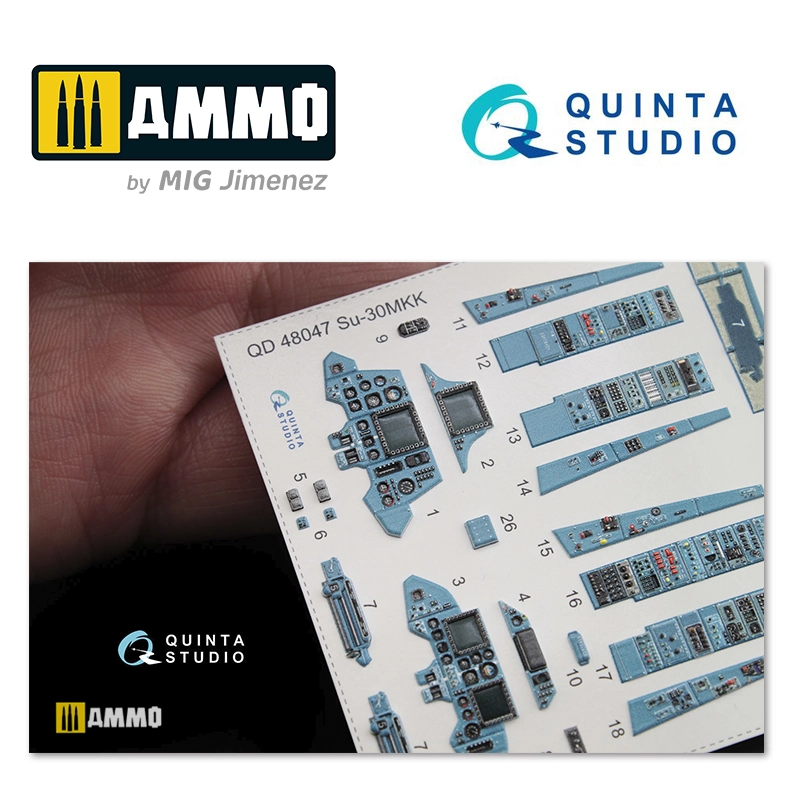 AMMO
by MIG Jimenez
QUINTA
STUDIO
QD 48047 Su-30MKK
QUINTA
STUDIO
9
11
12
13
14
15
16
17
18
7
5
6
1
2
26
3
4
7
10
7
QUINTA
STUDIO
AMMO